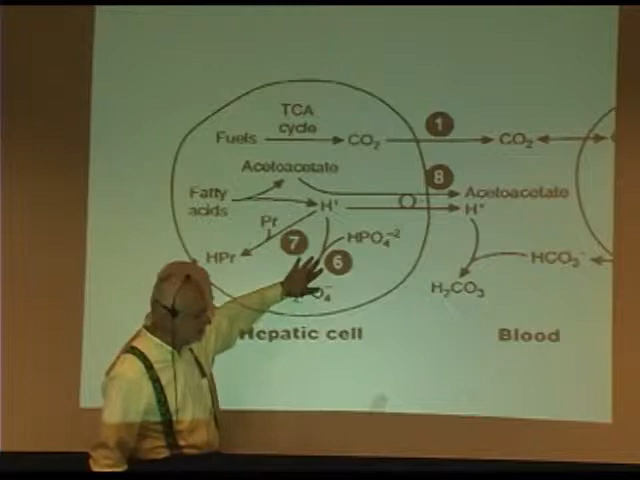 TCA
cycle
Fuels
CO₂
1
CO₂
Acetoacetate
8
Fatty
acids
H⁺
Acetoacetate
H⁺
Pr
7
HPO₄⁻²
6
HPr
HCO₃⁻
H₂CO₃
Hepatic cell
Blood